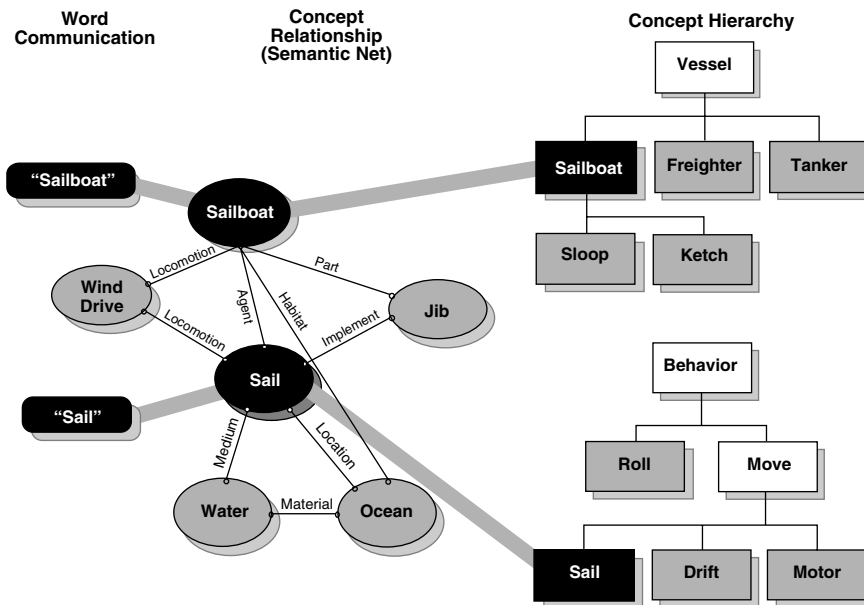 Word
Communication
Concept
Relationship
(Semantic Net)
Concept Hierarchy
Vessel
"Sailboat"
Sailboat
Sailboat
Freighter
Tanker
Sloop
Ketch
Locomotion
Part
Wind
Drive
Agent
Habitat
Jib
Locomotion
Implement
Sail
"Sail"
Medium
Location
Water
Material
Ocean
Behavior
Roll
Move
Sail
Drift
Motor